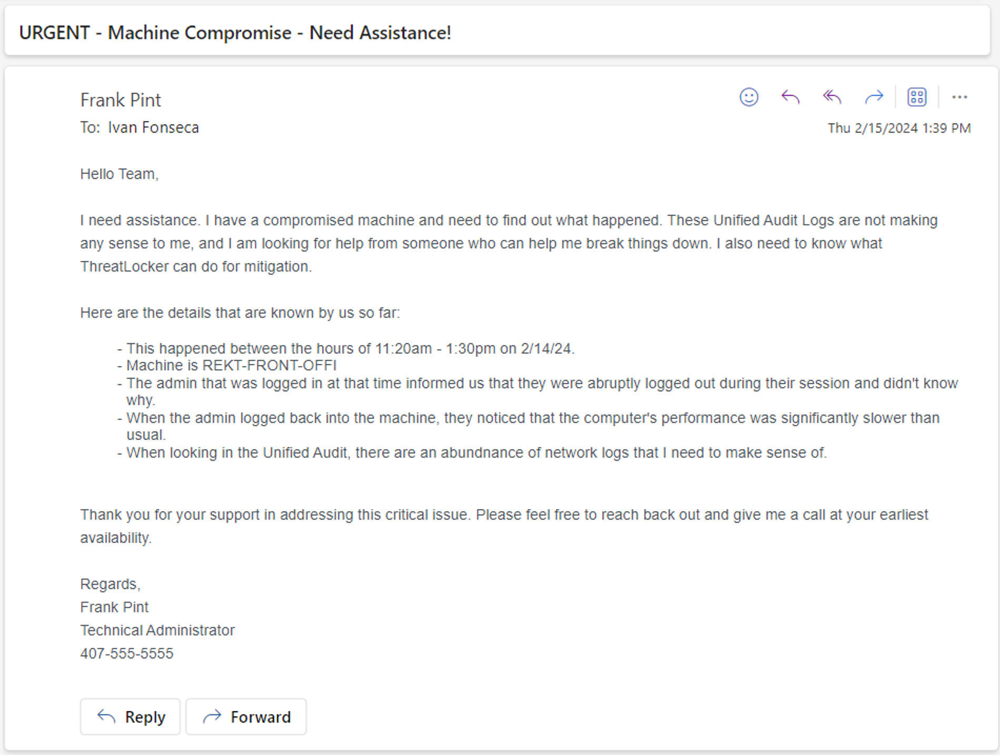 URGENT - Machine Compromise - Need Assistance!
Frank Pint
To: Ivan Fonseca
Thu 2/15/2024 1:39 PM
Hello Team,
I need assistance. I have a compromised machine and need to find out what happened. These Unified Audit Logs are not making
any sense to me, and I am looking for help from someone who can help me break things down. I also need to know what
ThreatLocker can do for mitigation.
Here are the details that are known by us so far:
- This happened between the hours of 11:20am - 1:30pm on 2/14/24.
- Machine is REKT-FRONT-OFFI
- The admin that was logged in at that time informed us that they were abruptly logged out during their session and didn't know
why.
- When the admin logged back into the machine, they noticed that the computer's performance was significantly slower than
usual.
- When looking in the Unified Audit, there are an abundnance of network logs that I need to make sense of.
Thank you for your support in addressing this critical issue. Please feel free to reach back out and give me a call at your earliest
availability.
Regards,
Frank Pint
Technical Administrator
407-555-5555
Reply
Forward